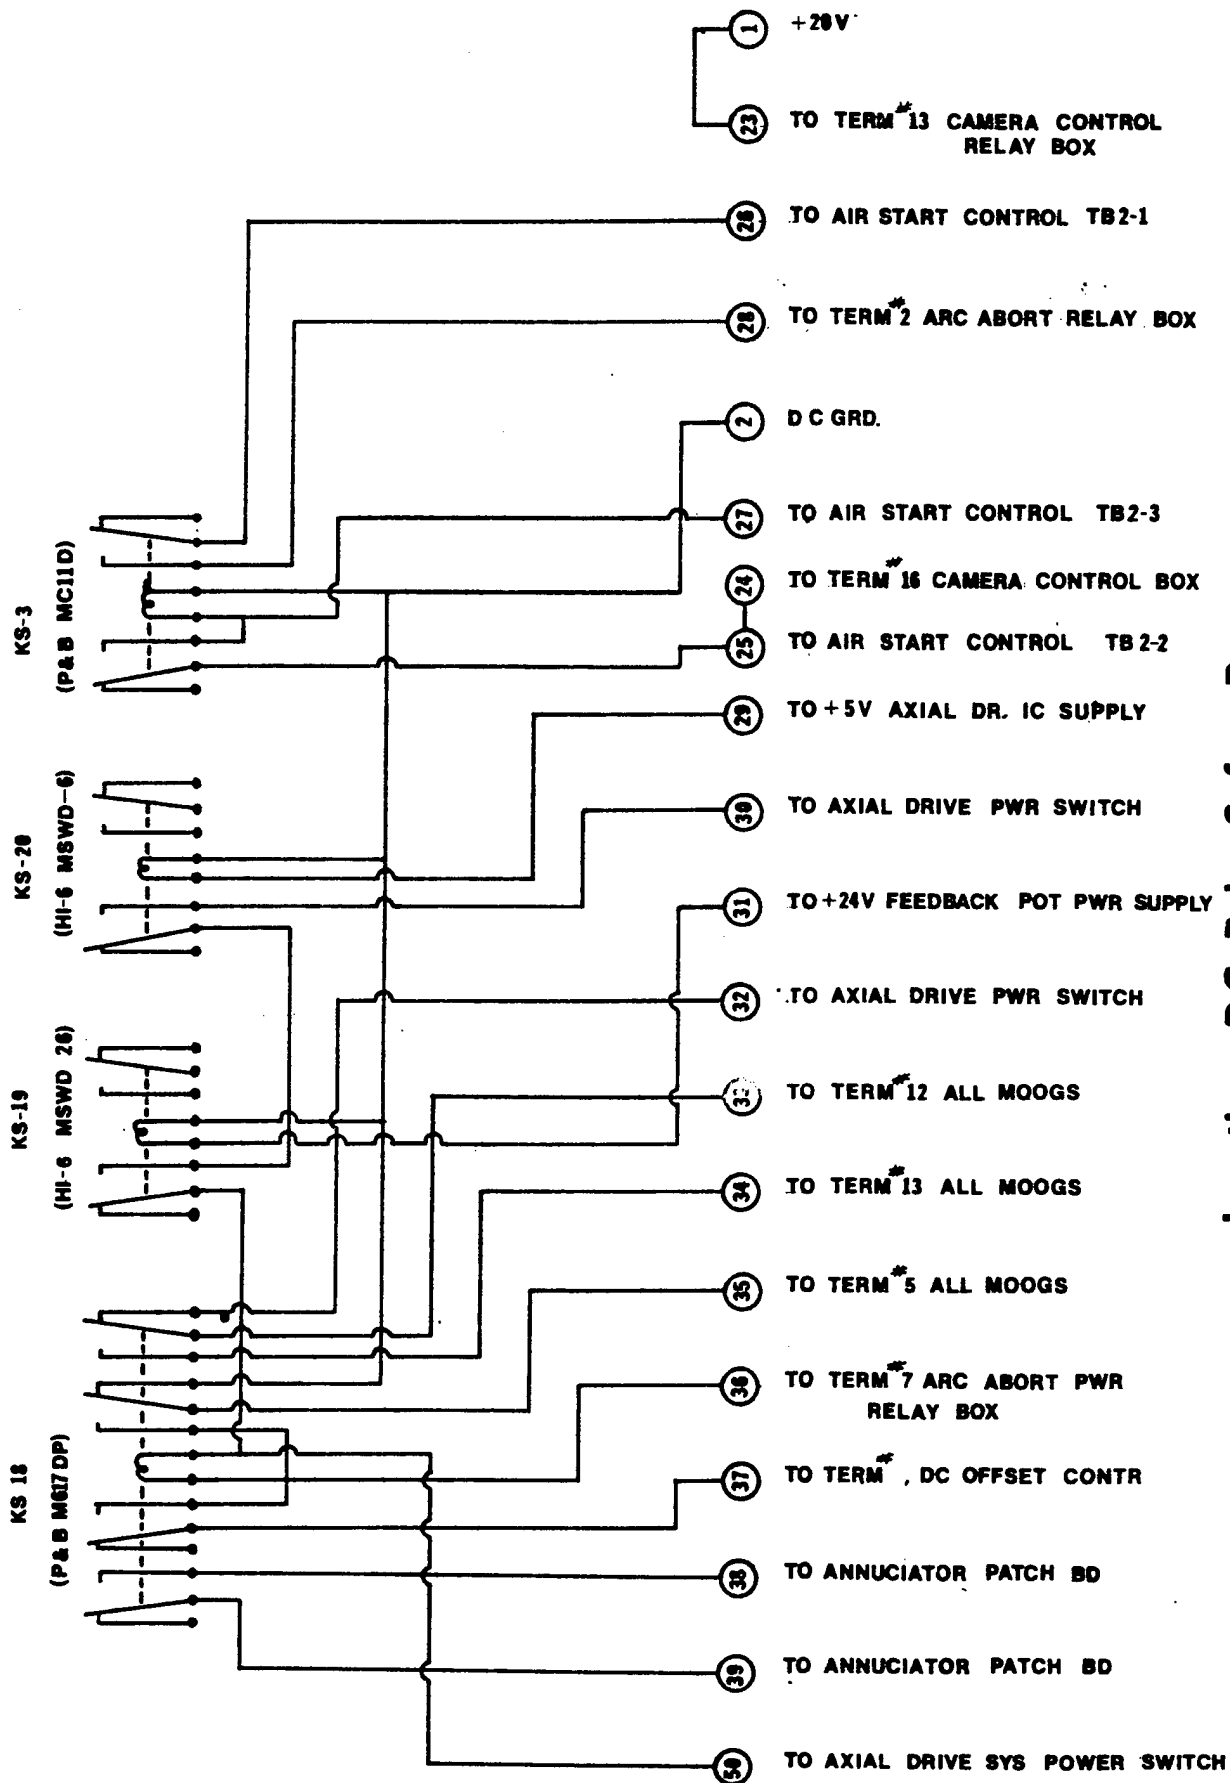 1 +28V
23 TO TERM #13 CAMERA CONTROL
RELAY BOX
26 TO AIR START CONTROL TB2-1
28 TO TERM #2 ARC ABORT RELAY BOX
2 DC GRD.
27 TO AIR START CONTROL TB2-3
24 TO TERM #16 CAMERA CONTROL BOX
25 TO AIR START CONTROL TB2-2
29 TO +5V AXIAL DR. IC SUPPLY
30 TO AXIAL DRIVE PWR SWITCH
31 TO +24V FEEDBACK POT PWR SUPPLY
32 TO AXIAL DRIVE PWR SWITCH
TO TERM #12 ALL MOOGS
34 TO TERM #13 ALL MOOGS
35 TO TERM #5 ALL MOOGS
36 TO TERM #7 ARC ABORT PWR
RELAY BOX
37 TO TERM #, DC OFFSET CONTR
38 TO ANNUCIATOR PATCH BD
39 TO ANNUCIATOR PATCH BD
50 TO AXIAL DRIVE SYS POWER SWITCH
KS-3
(P&B MC11D)
KS-20
(HI-6 MSWD-6)
KS-19
(HI-6 MSWD 26)
KS 18
(P&B M617DP)